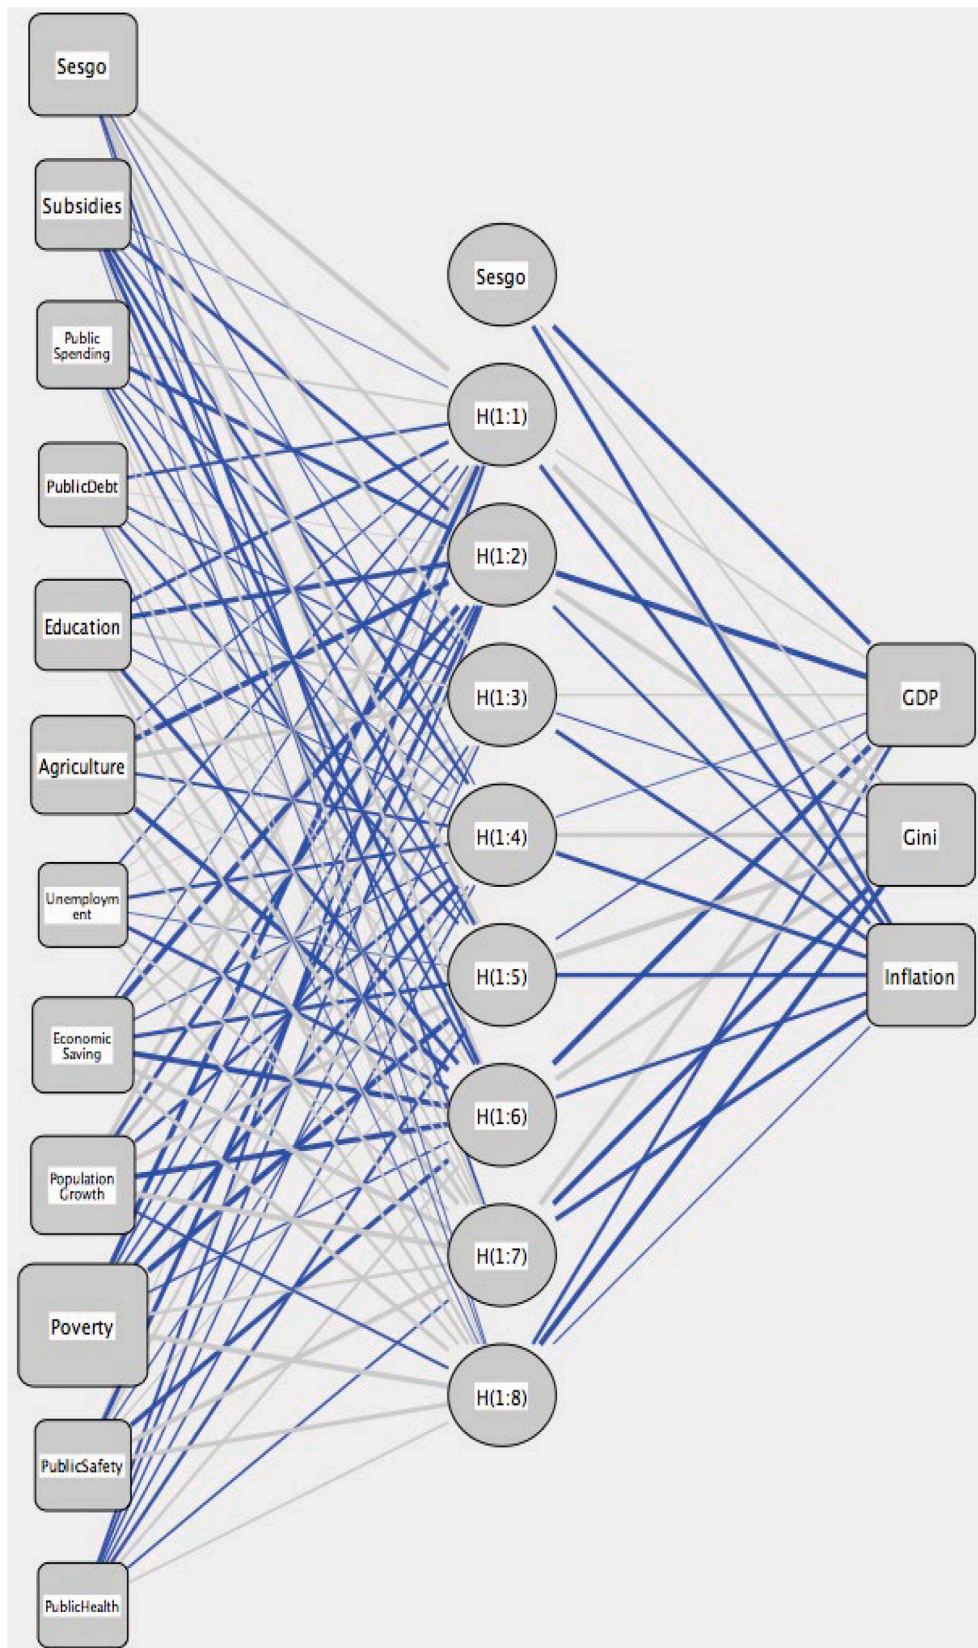 Sesgo
Subsidies
Public
Spending
PublicDebt
Education
Agriculture
Unemploym
ent
Economic
Saving
Population
Growth
Poverty
PublicSafety
PublicHealth
Sesgo
H(1:1)
H(1:2)
H(1:3)
H(1:4)
H(1:5)
H(1:6)
H(1:7)
H(1:8)
GDP
Gini
Inflation